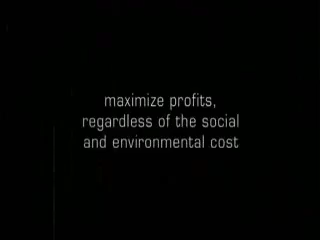 maximize profits,
regardless of the social
and environmental cost